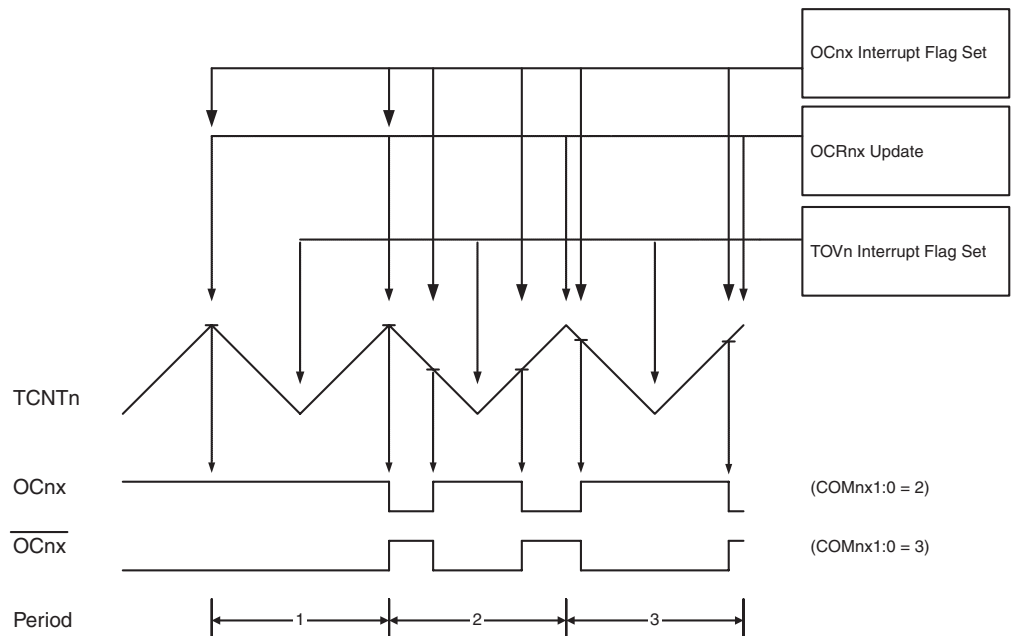 OCnx Interrupt Flag Set
OCRnx Update
TOVn Interrupt Flag Set
TCNTn
OCnx
(COMnx1:0 = 2)
OCnx
(COMnx1:0 = 3)
Period
1
2
3